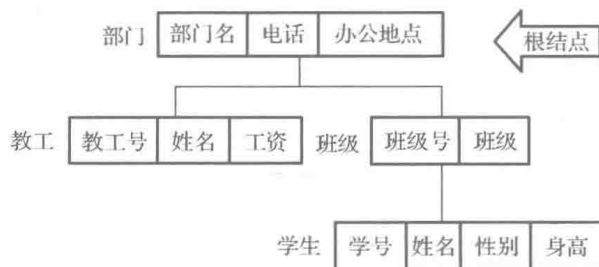 部门 部门名 电话 办公地点 根结点
教工 教工号 姓名 工资 班级 班级号 班级
学生 学号 姓名 性别 身高